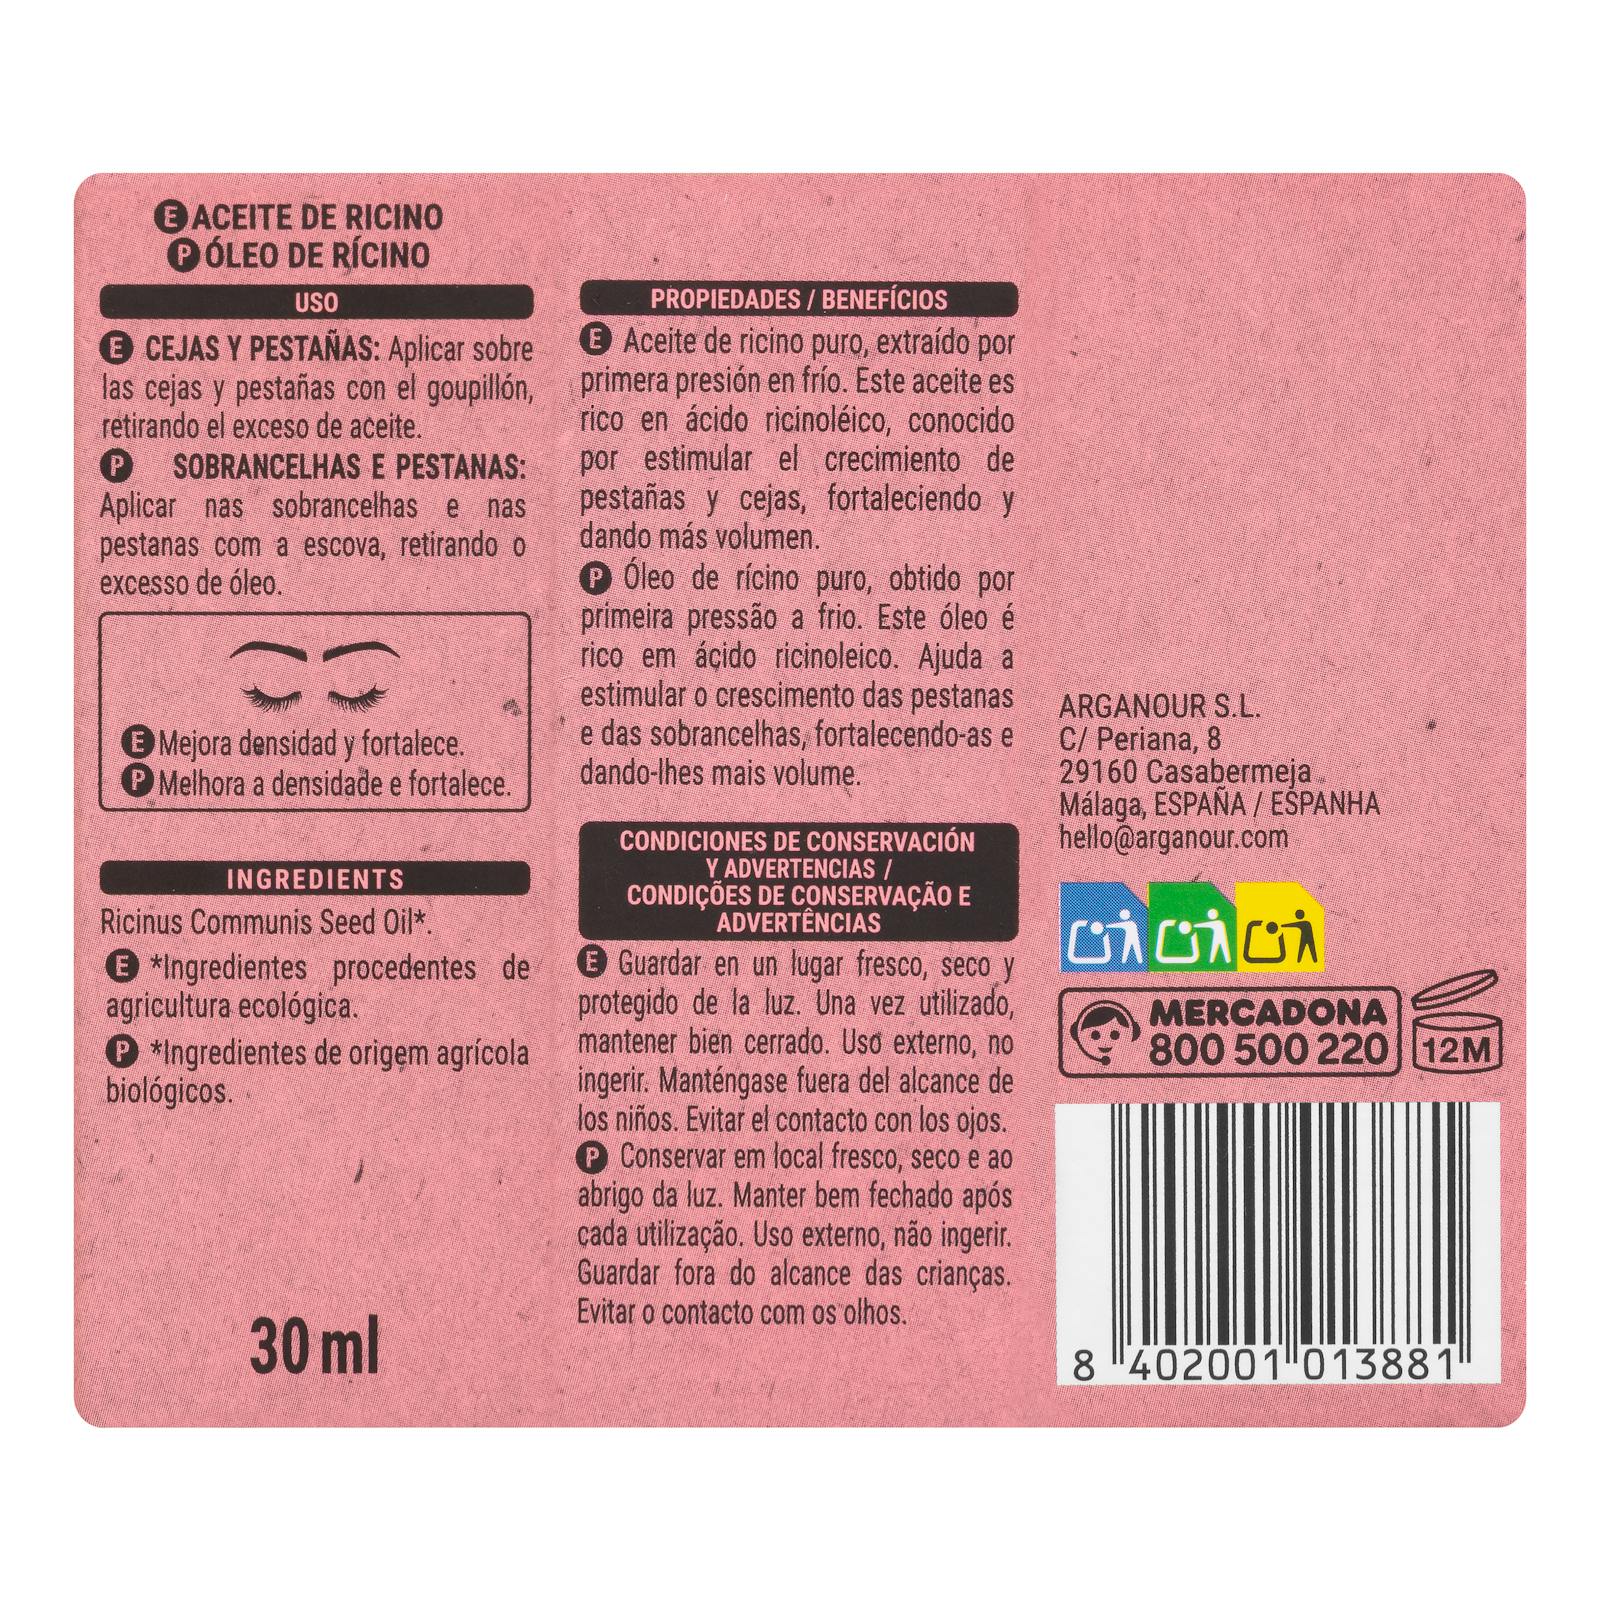 E ACEITE DE RICINO
P ÓLEO DE RÍCINO
USO
E CEJAS Y PESTAÑAS: Aplicar sobre
las cejas y pestañas con el goupillón,
retirando el exceso de aceite.
P SOBRANCELHAS E PESTANAS:
Aplicar nas sobrancelhas e nas
pestanas com a escova, retirando o
excesso de óleo.
E Mejora densidad y fortalece.
P Melhora a densidade e fortalece.
INGREDIENTS
Ricinus Communis Seed Oil*.
E *Ingredientes procedentes de
agricultura ecológica.
P *Ingredientes de origem agrícola
biológicos.
30 ml
PROPIEDADES / BENEFÍCIOS
E Aceite de ricino puro, extraído por
primera presión en frío. Este aceite es
rico en ácido ricinoléico, conocido
por estimular el crecimiento de
pestañas y cejas, fortaleciendo y
dando más volumen.
P Óleo de rícino puro, obtido por
primeira pressão a frio. Este óleo é
rico em ácido ricinoleico. Ajuda a
estimular o crescimento das pestanas
e das sobrancelhas, fortalecendo-as e
dando-lhes mais volume.
CONDICIONES DE CONSERVACIÓN
Y ADVERTENCIAS /
CONDIÇÕES DE CONSERVAÇÃO E
ADVERTÊNCIAS
E Guardar en un lugar fresco, seco y
protegido de la luz. Una vez utilizado,
mantener bien cerrado. Uso externo, no
ingerir. Manténgase fuera del alcance de
los niños. Evitar el contacto con los ojos.
P Conservar em local fresco, seco e ao
abrigo da luz. Manter bem fechado após
cada utilização. Uso externo, não ingerir.
Guardar fora do alcance das crianças.
Evitar o contacto com os olhos.
ARGANOUR S.L.
C/ Periana, 8
29160 Casabermeja
Málaga, ESPAÑA / ESPANHA
hello@arganour.com
MERCADONA
800 500 220
12M
8 402001 013881